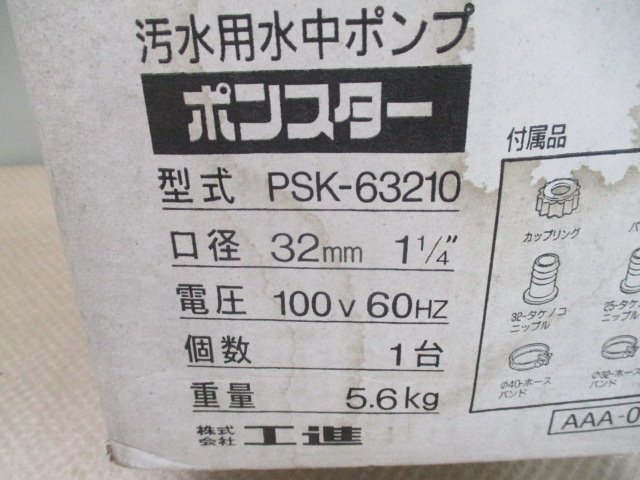 汚水用水中ポンプ
ポンスター
型式 PSK-63210
口径 32mm 1¼"
電圧 100V 60HZ
個数 1台
重量 5.6kg
株式会社 工進
付属品
カップリング
32-タケノコ
ニップル
25-タケ
ニップル
Φ40-ホース
バンド
Φ32-ホース
バンド
AAA-0